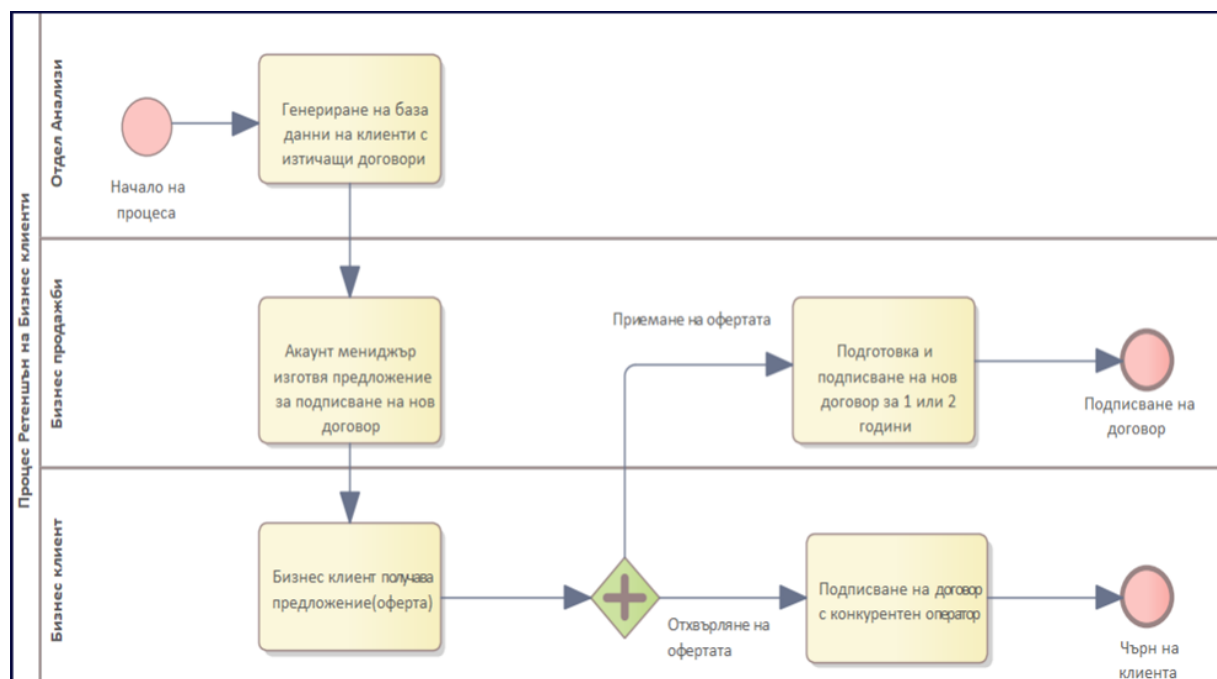 Процес Ретеншън на Бизнес клиенти
Отдел Анализи
Начало на
процеса
Генериране на база
данни на клиенти с
изтичащи договори
Бизнес продажби
Акаунт мениджър
изготвя предложение
за подписване на нов
договор
Приемане на офертата
Подготовка и
подписване на нов
договор за 1 или 2
години
Подписване на
договор
Бизнес клиент
Бизнес клиент получава
предложение(оферта)
Отхвърляне на
офертата
Подписване на договор
с конкурентен оператор
Чърн на
клиента